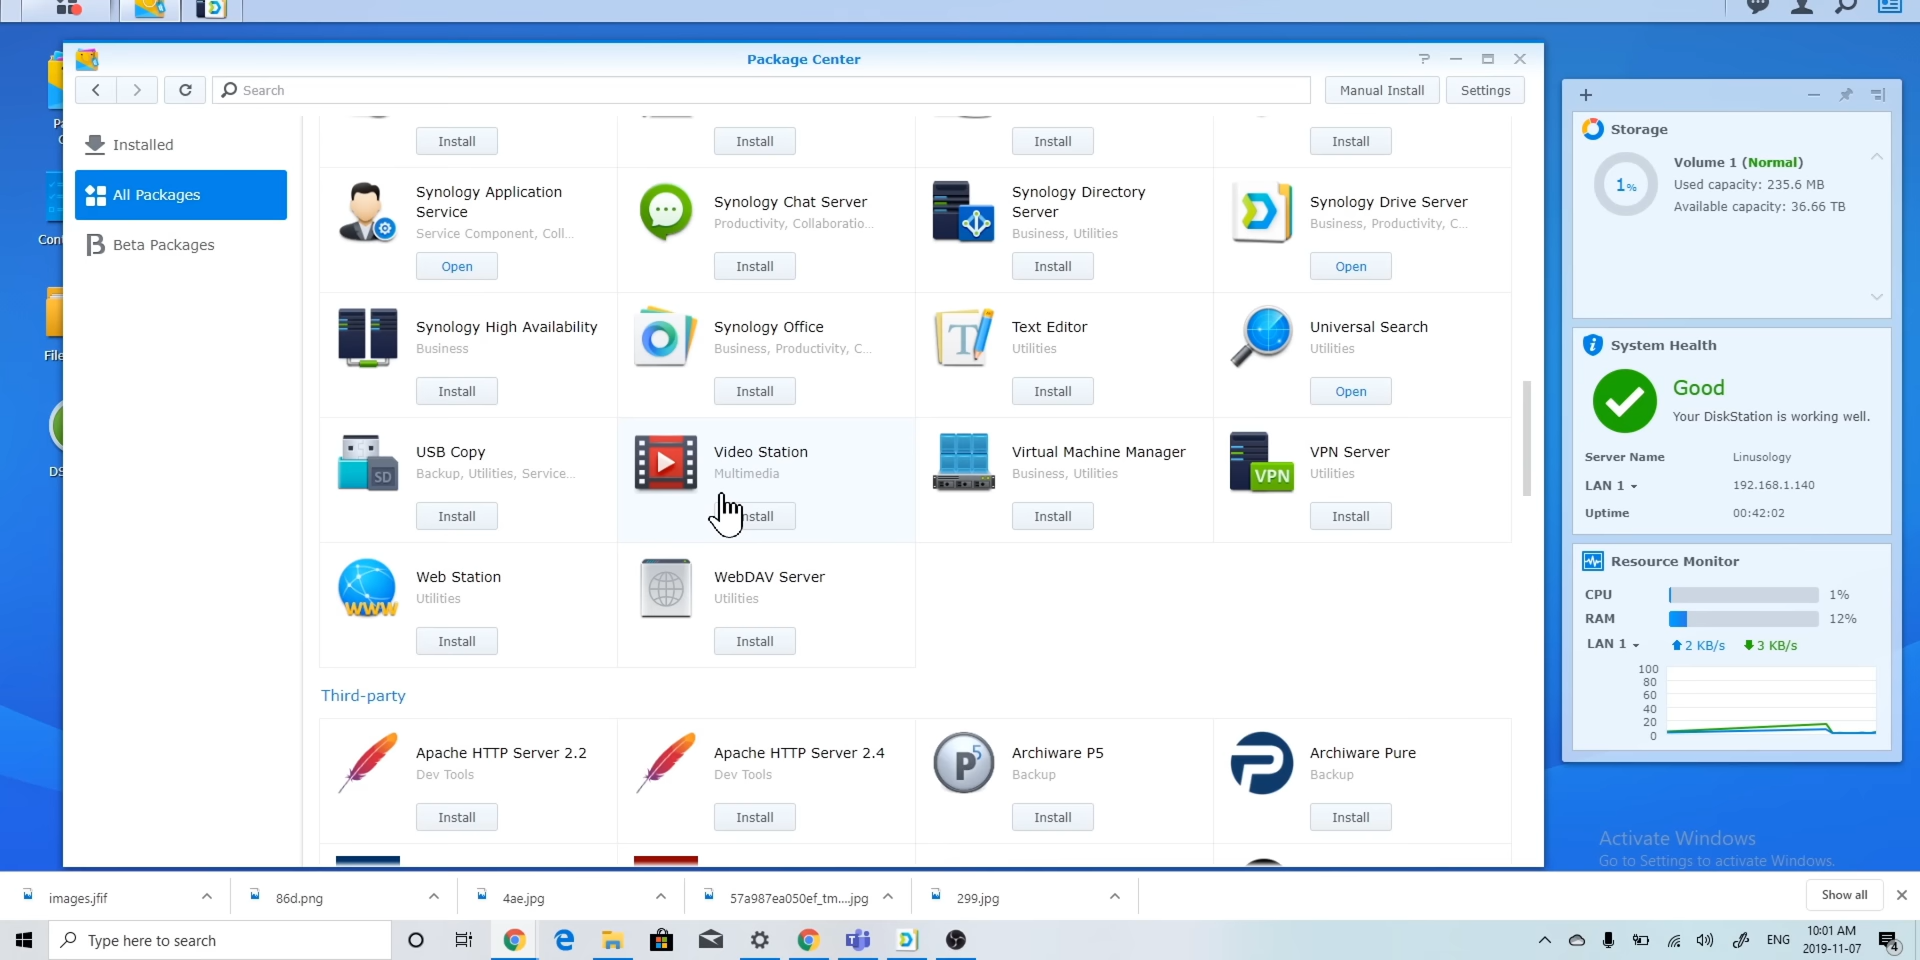 Package Center
Search
Manual Install
Settings
Installed
All Packages
Beta Packages
Install
Install
Install
Install
Synology Application
Service
Service Component, Coll...
Open
Synology Chat Server
Productivity, Collaboratio...
Install
Synology Directory
Server
Business, Utilities
Install
Synology Drive Server
Business, Productivity, C...
Open
Synology High Availability
Business
Install
Synology Office
Business, Productivity, C...
Install
Text Editor
Utilities
Install
Universal Search
Utilities
Open
SD
USB Copy
Backup, Utilities, Service...
Install
Video Station
Multimedia
stall
Virtual Machine Manager
Business, Utilities
Install
VPN
VPN Server
Utilities
Install
WWW
Web Station
Utilities
Install
WebDAV Server
Utilities
Install
Third-party
Apache HTTP Server 2.2
Dev Tools
Install
Apache HTTP Server 2.4
Dev Tools
Install
P5
Archiware P5
Backup
Install
Archiware Pure
Backup
Install
Storage
1%
Volume 1 (Normal)
Used capacity: 235.6 MB
Available capacity: 36.66 TB
System Health
Good
Your DiskStation is working well.
Server Name Linusology
LAN 1 192.168.1.140
Uptime 00:42:02
Resource Monitor
CPU 1%
RAM 12%
LAN 1 2 KB/s 3 KB/s
100
80
60
40
20
0
Activate Windows
Go to Settings to activate Windows.
images.jfif
86d.png
4ae.jpg
57a987ea050ef_tm....jpg
299.jpg
Show all
Type here to search
ENG
10:01 AM
2019-11-07
4